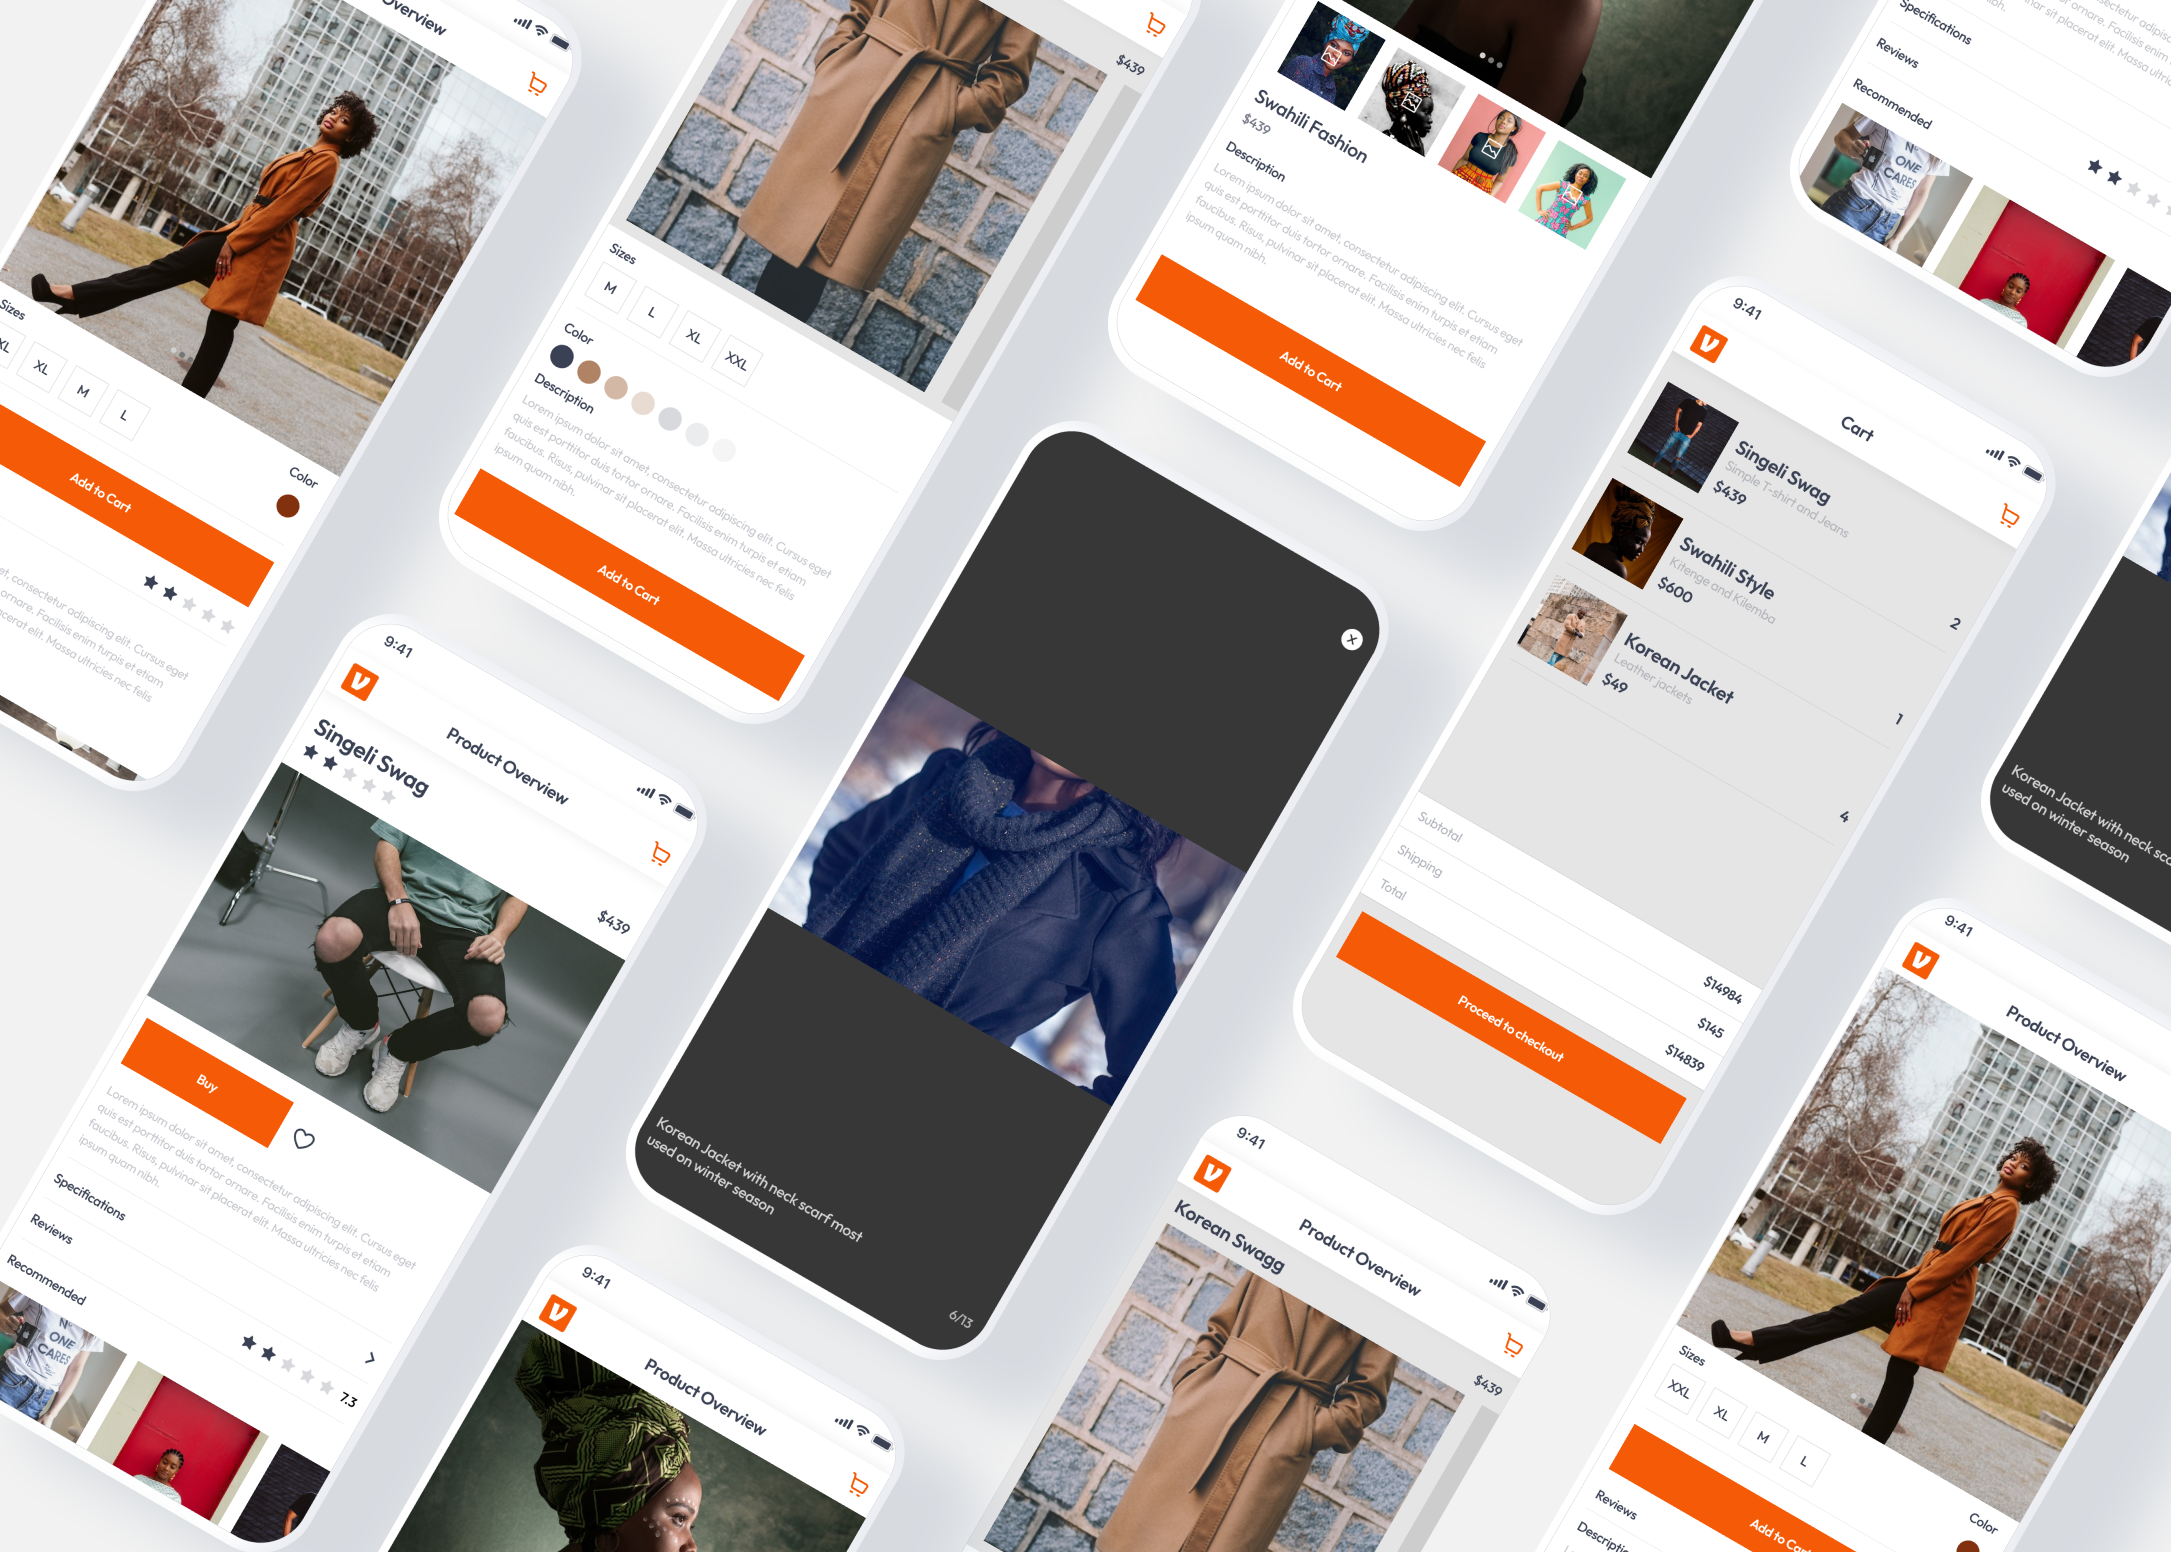 Overview
Sizes
XL
M
L
Color
Add to Cart
et, consectetur adipiscing elit. Cursus eget
ornare. Facilisis enim turpis et etiam
acerat elit. Massa ultricies nec felis
$439
Sizes
M
L
XL
XXL
Color
Description
Lorem ipsum dolor sit amet, consectetur adipiscing elit. Cursus eget
quis est porttitor duis tortor ornare. Facilisis enim turpis et etiam
faucibus. Risus, pulvinar sit placerat elit. Massa ultricies nec felis
ipsum quam nibh.
Add to Cart
Swahili Fashion
$439
Description
Lorem ipsum dolor sit amet, consectetur adipiscing elit. Cursus eget
quis est porttitor duis tortor ornare. Facilisis enim turpis et etiam
faucibus. Risus, pulvinar sit placerat elit. Massa ultricies nec felis
ipsum quam nibh.
Add to Cart
Specifications
Reviews
Recommended
N°
ONE
CARES
9:41
Cart
Singeli Swag
Simple T-shirt and Jeans
$439
2
Swahili Style
Kitenge and Kilemba
$600
1
Korean Jacket
Leather jackets
$49
4
Subtotal
$14984
Shipping
$145
Total
$14839
Proceed to checkout
Korean Jacket with neck sca
used on winter season
9:41
Product Overview
Singeli Swag
$439
Buy
Lorem ipsum dolor sit amet, consectetur adipiscing elit. Cursus eget
quis est porttitor duis tortor ornare. Facilisis enim turpis et etiam
faucibus. Risus, pulvinar sit placerat elit. Massa ultricies nec felis
ipsum quam nibh.
Specifications
Reviews
7.3
Recommended
N°
ONE
CARES
Korean Jacket with neck scarf most
used on winter season
6/13
9:41
Product Overview
9:41
Product Overview
Korean Swagg
$439
9:41
Product Overview
Sizes
XXL
XL
M
L
Color
Add to Cart
Reviews
Descriptio